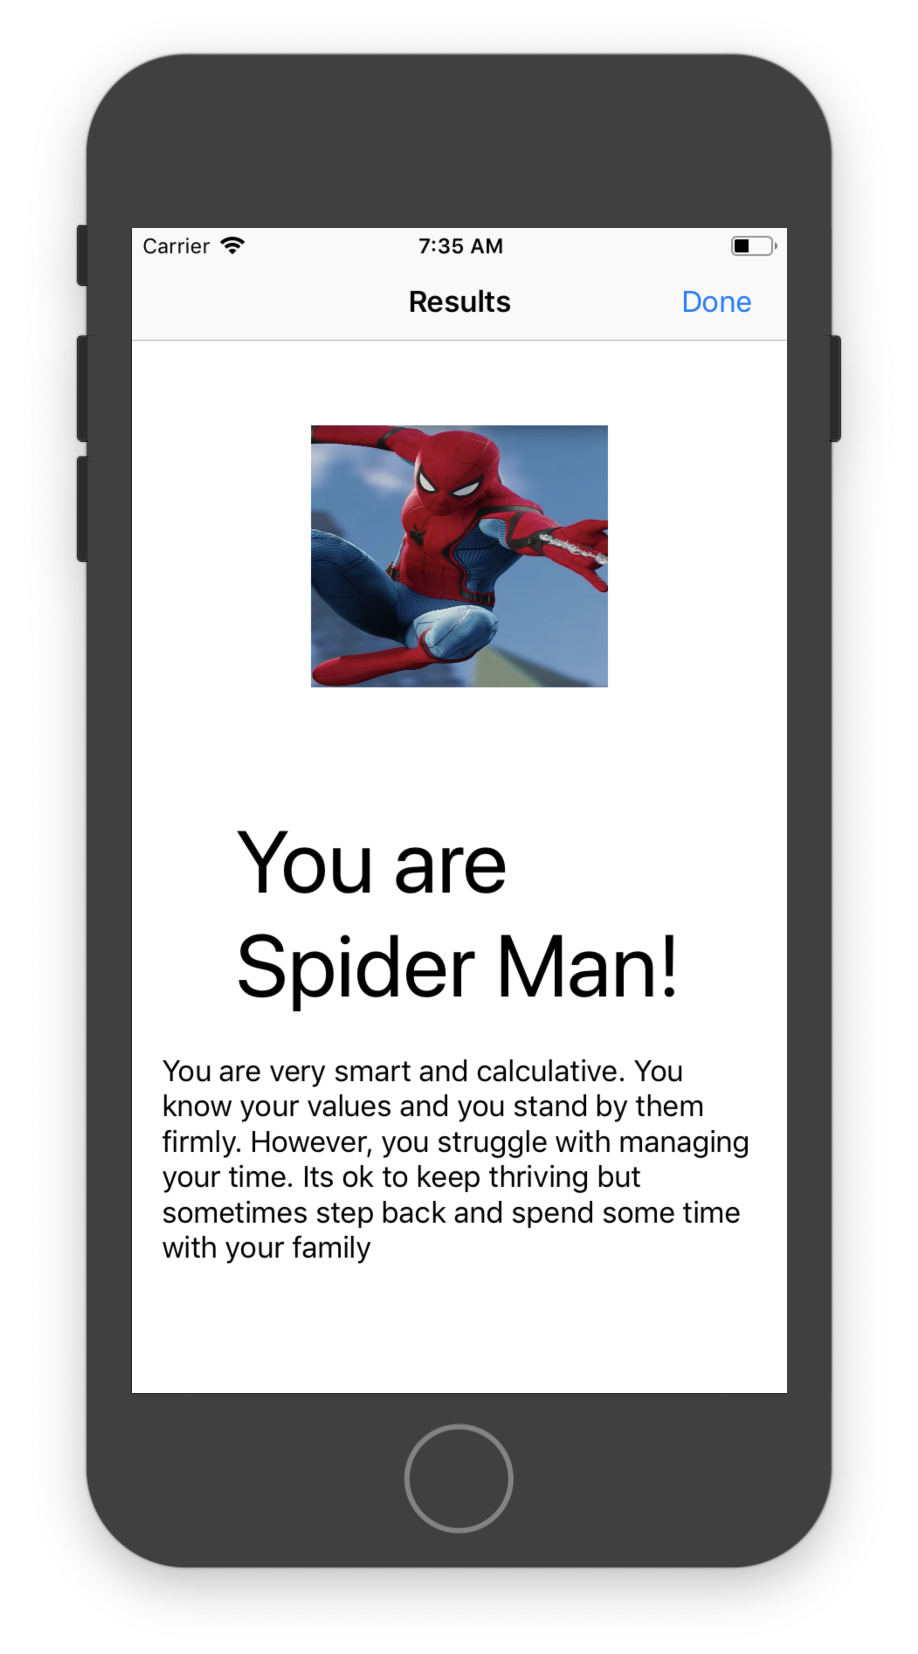 Carrier 7:35 AM
Results Done
You are
Spider Man!
You are very smart and calculative. You
know your values and you stand by them
firmly. However, you struggle with managing
your time. Its ok to keep thriving but
sometimes step back and spend some time
with your family